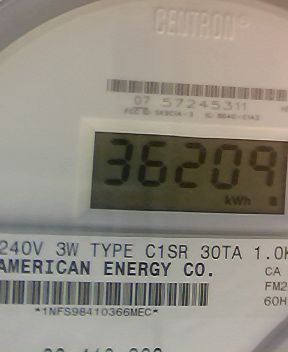 CENTRON®
07 57245311
36209
kWh
240V 3W TYPE C1SR 30TA 1.0K
AMERICAN ENERGY CO.
CA
FM2
60H
*1NFS98410366MEC*